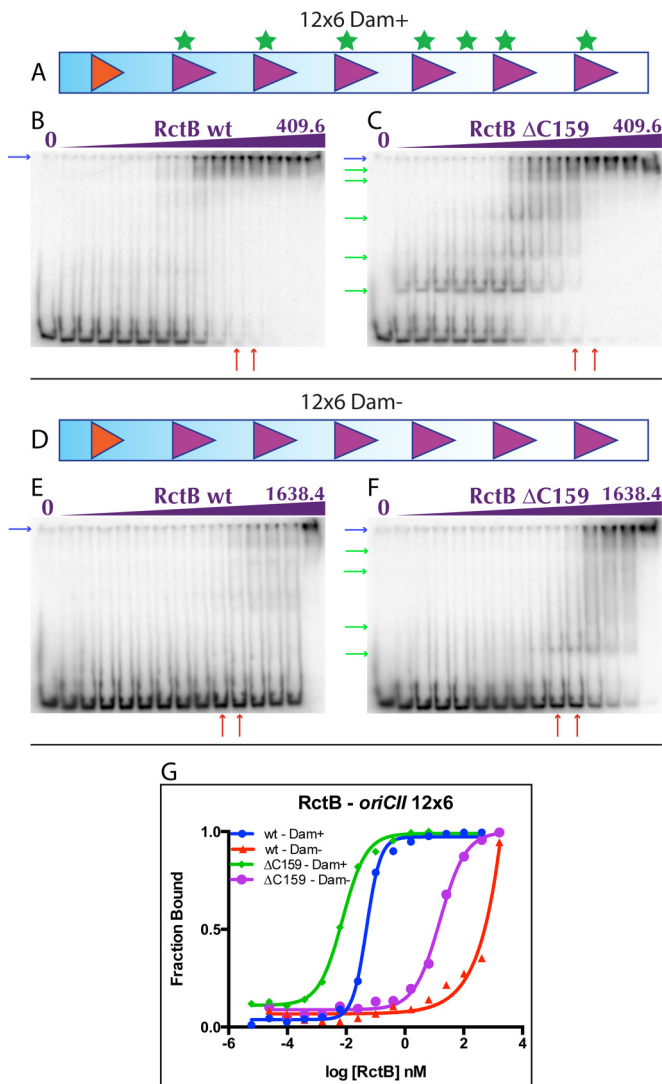 12x6 Dam+
A
B
C
0 RctB wt 409.6
0 RctB ΔC159 409.6
12x6 Dam-
D
E
F
0 RctB wt 1638.4
0 RctB ΔC159 1638.4
G
RctB - oriCII 12x6
wt - Dam+
wt - Dam-
ΔC159 - Dam+
ΔC159 - Dam-
Fraction Bound
1.0
0.5
0.0
-6 -4 -2 0 2 4
log [RctB] nM